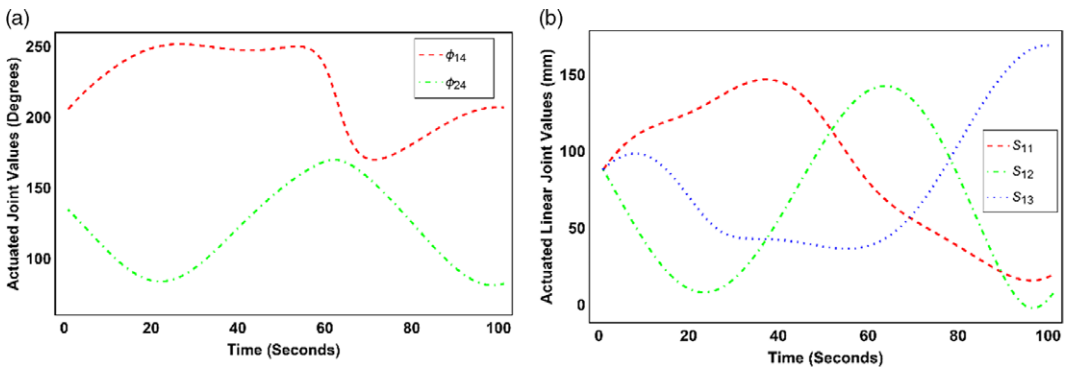 (a)
Actuated Joint Values (Degrees)
250
200
150
100
ϕ14
ϕ24
0 20 40 60 80 100
Time (Seconds)
(b)
Actuated Linear Joint Values (mm)
150
100
50
0
S11
S12
S13
0 20 40 60 80 100
Time (Seconds)